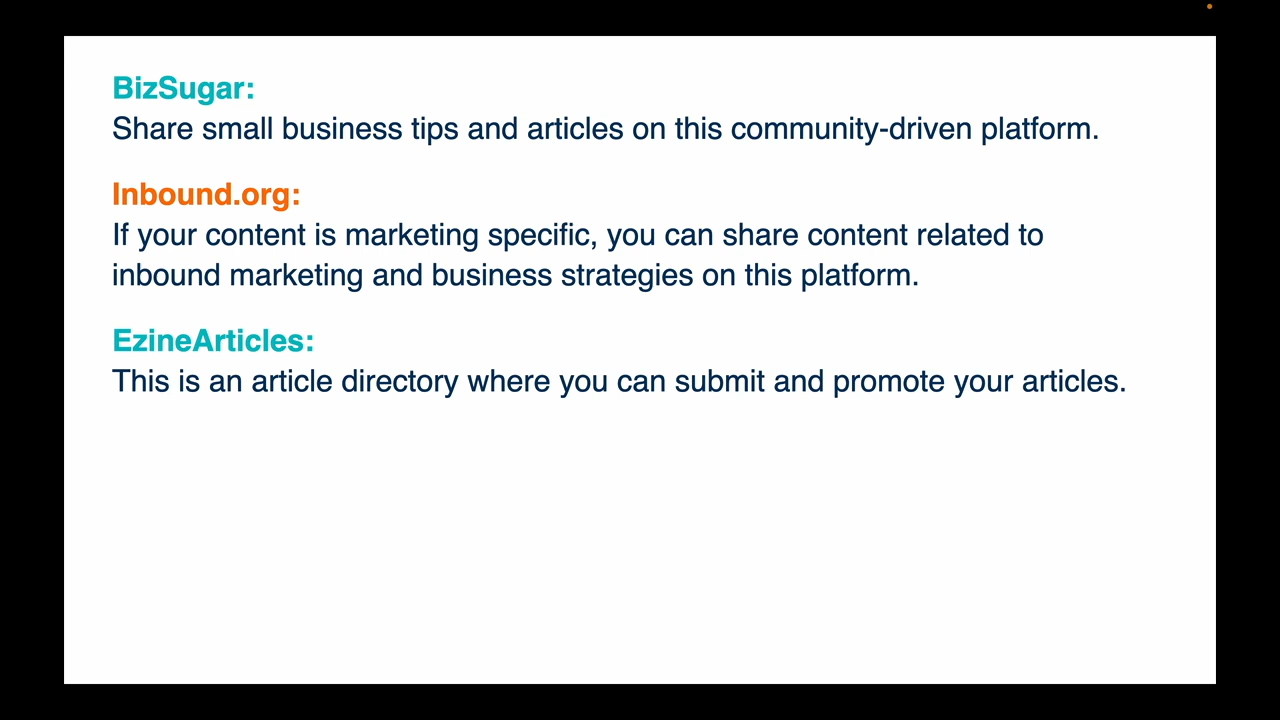 BizSugar:
Share small business tips and articles on this community-driven platform.
Inbound.org:
If your content is marketing specific, you can share content related to
inbound marketing and business strategies on this platform.
EzineArticles:
This is an article directory where you can submit and promote your articles.